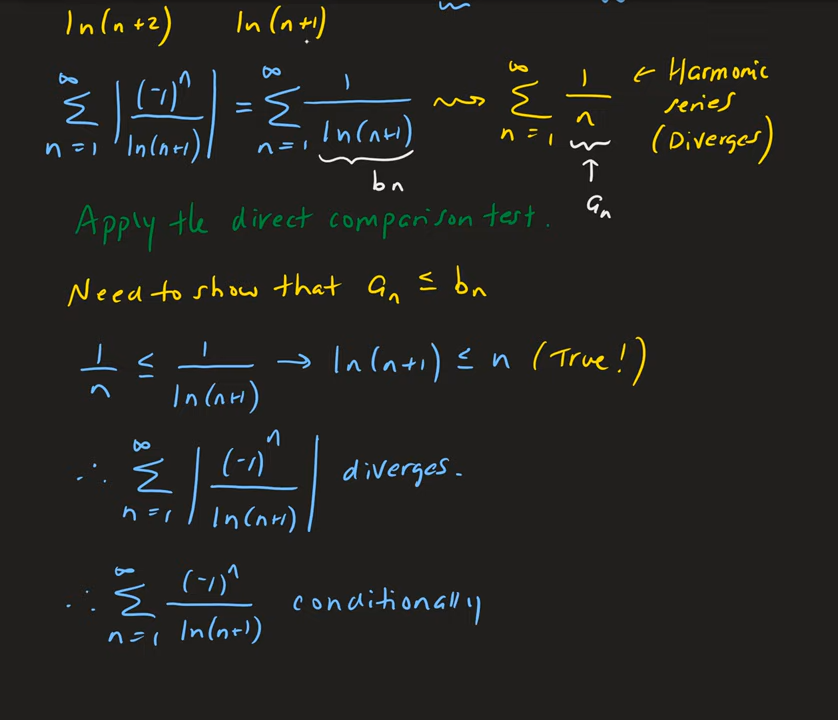 ln(n+2) ln(n+1)
∞ ∑ n=1 |(-1)^n / ln(n+1)| = ∞ ∑ n=1 1 / ln(n+1) ⇝ ∞ ∑ n=1 1/n ← Harmonic
series
(Diverges)
bn
↑
an
Apply the direct comparison test.
Need to show that an ≤ bn
1/n ≤ 1/ln(n+1) → ln(n+1) ≤ n (True!)
∴ ∞ ∑ n=1 |(-1)^n / ln(n+1)| diverges.
∴ ∞ ∑ n=1 (-1)^n / ln(n+1) conditionally